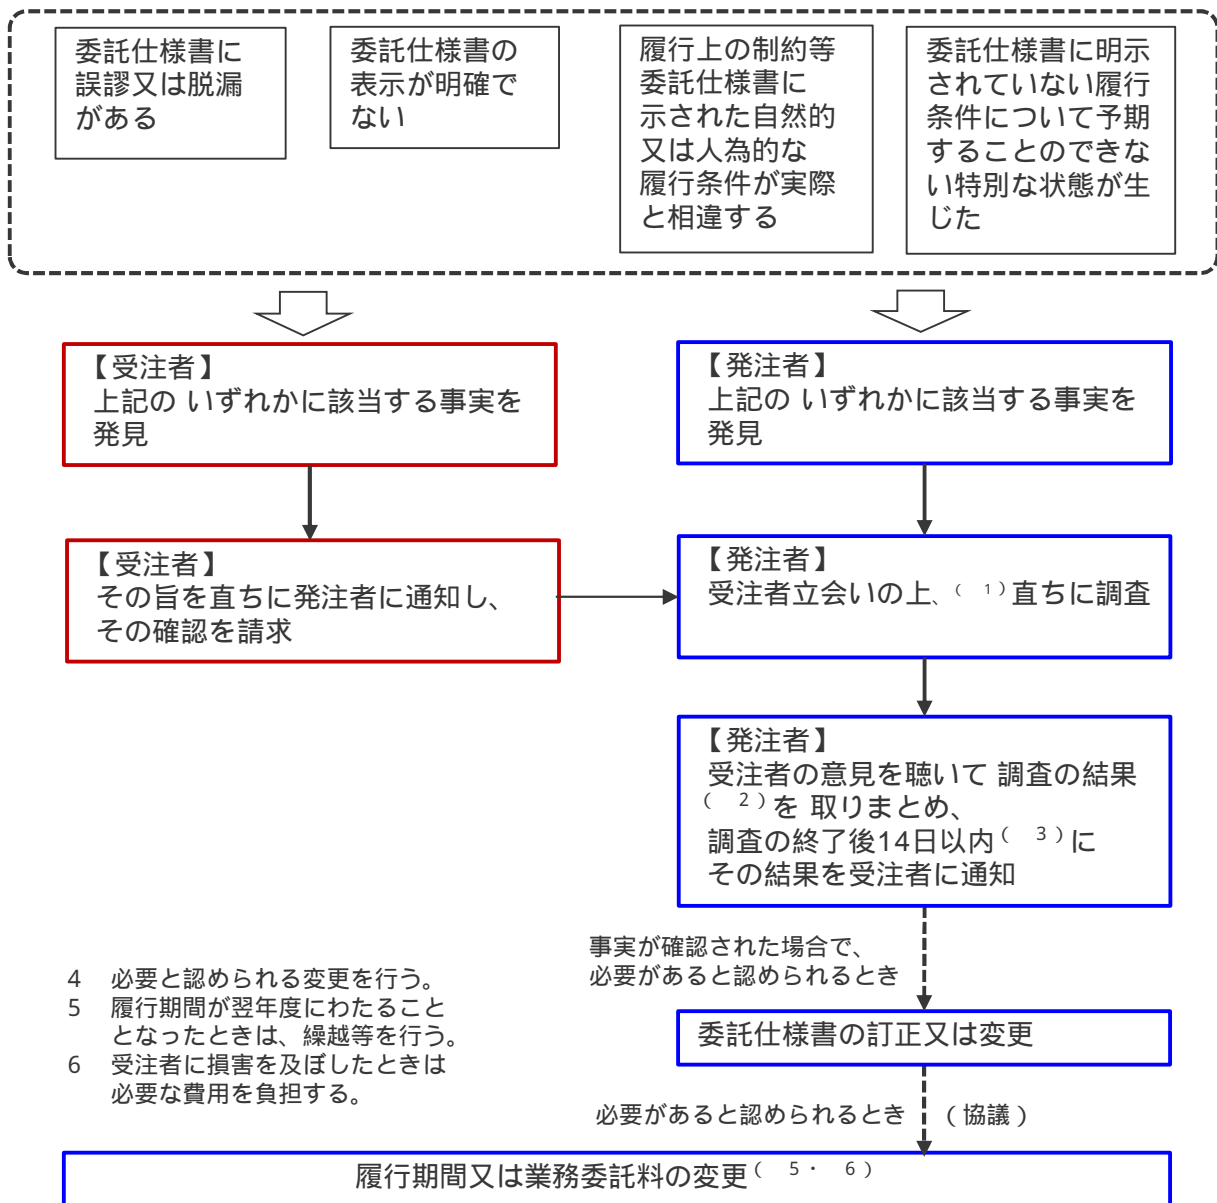 委託仕様書に
誤謬又は脱漏
がある
委託仕様書の
表示が明確で
ない
履行上の制約等
委託仕様書に
示された自然的
又は人為的な
履行条件が実際
と相違する
委託仕様書に明示
されていない履行
条件について予期
することのできな
い特別な状態が生
じた
【受注者】
上記の いずれかに該当する事実を
発見
【発注者】
上記の いずれかに該当する事実を
発見
【受注者】
その旨を直ちに発注者に通知し、
その確認を請求
【発注者】
受注者立会いの上、( 1)直ちに調査
【発注者】
受注者の意見を聴いて 調査の結果
( 2)を 取りまとめ、
調査の終了後14日以内( 3)に
その結果を受注者に通知
事実が確認された場合で、
必要があると認められるとき
4 必要と認められる変更を行う。
5 履行期間が翌年度にわたること
となったときは、繰越等を行う。
6 受注者に損害を及ぼしたときは
必要な費用を負担する。
委託仕様書の訂正又は変更
必要があると認められるとき (協議)
履行期間又は業務委託料の変更( 5・ 6)